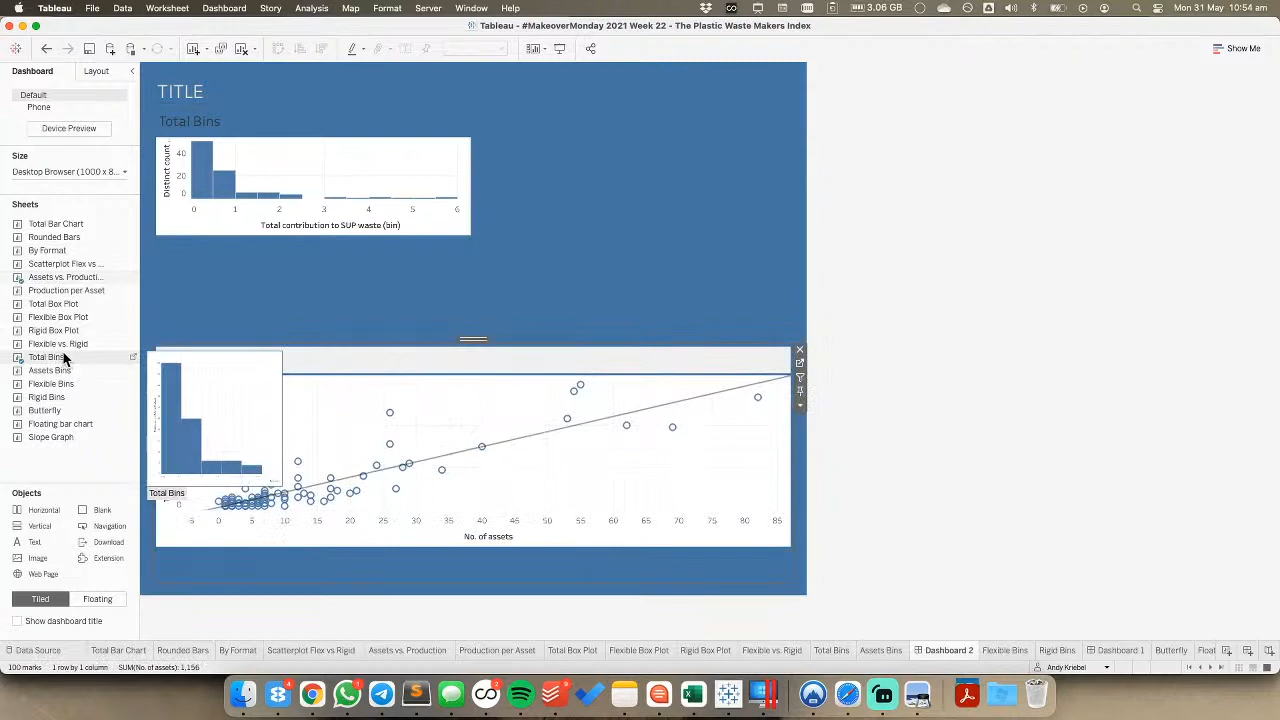 Tableau File Data Worksheet Dashboard Story Analysis Map Format Server Window Help 3.06 GB Mon 31 May 10:54 am
Tableau - #MakeoverMonday 2021 Week 22 - The Plastic Waste Makers Index
Show Me
Dashboard Layout
Default
Phone
Device Preview
Size
Desktop Browser (1000 x 8...
Sheets
Total Bar Chart
Rounded Bars
By Format
Scatterplot Flex vs ...
Assets vs. Producti...
Production per Asset
Total Box Plot
Flexible Box Plot
Rigid Box Plot
Flexible vs. Rigid
Total Bins
Assets Bins
Flexible Bins
Rigid Bins
Butterfly
Floating bar chart
Slope Graph
Objects
Horizontal Blank
Vertical Navigation
Text Download
Image Extension
Web Page
Tiled Floating
Show dashboard title
TITLE
Total Bins
Distinct count...
40
20
0
0 1 2 3 4 5 6
Total contribution to SUP waste (bin)
Total Bins
0
-5 0 5 10 15 20 25 30 35 40 45 50 55 60 65 70 75 80 85
No. of assets
Data Source Total Bar Chart Rounded Bars By Format Scatterplot Flex vs Rigid Assets vs. Production Production per Asset Total Box Plot Flexible Box Plot Rigid Box Plot Flexible vs. Rigid Total Bins Assets Bins Dashboard 2 Flexible Bins Rigid Bins Dashboard 1 Butterfly Float
100 marks 1 row by 1 column SUM(No. of assets): 1,156 Andy Kriebel